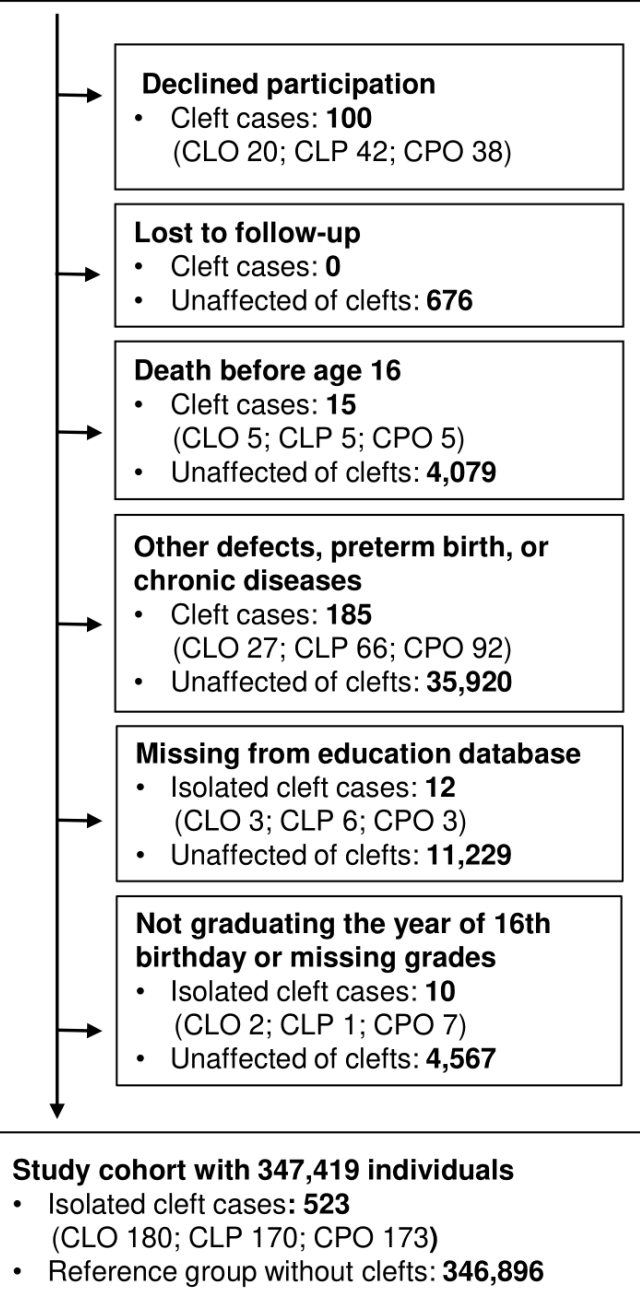 Declined participation
• Cleft cases: 100
(CLO 20; CLP 42; CPO 38)
Lost to follow-up
• Cleft cases: 0
• Unaffected of clefts: 676
Death before age 16
• Cleft cases: 15
(CLO 5; CLP 5; CPO 5)
• Unaffected of clefts: 4,079
Other defects, preterm birth, or
chronic diseases
• Cleft cases: 185
(CLO 27; CLP 66; CPO 92)
• Unaffected of clefts: 35,920
Missing from education database
• Isolated cleft cases: 12
(CLO 3; CLP 6; CPO 3)
• Unaffected of clefts: 11,229
Not graduating the year of 16th
birthday or missing grades
• Isolated cleft cases: 10
(CLO 2; CLP 1; CPO 7)
• Unaffected of clefts: 4,567
Study cohort with 347,419 individuals
• Isolated cleft cases: 523
(CLO 180; CLP 170; CPO 173)
• Reference group without clefts: 346,896